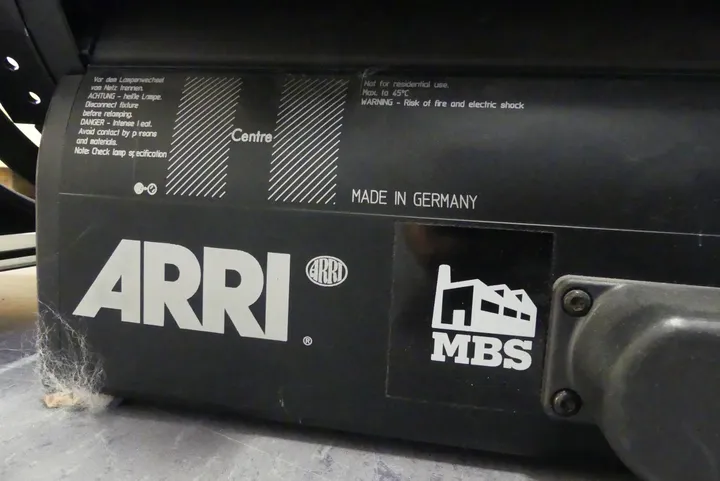 Vor dem Lampenwechsel
vom Netz trennen.
ACHTUNG - heiße Lampe.
Disconnect fixture
before relamping.
DANGER - Intense
Avoid contact by
and materials.
Note: Check lamp specification
Centre
Not for residential use.
Max. ta 45°C
WARNING - Risk of fire and electric shock
MADE IN GERMANY
ARRI
ARRI
®
MBS